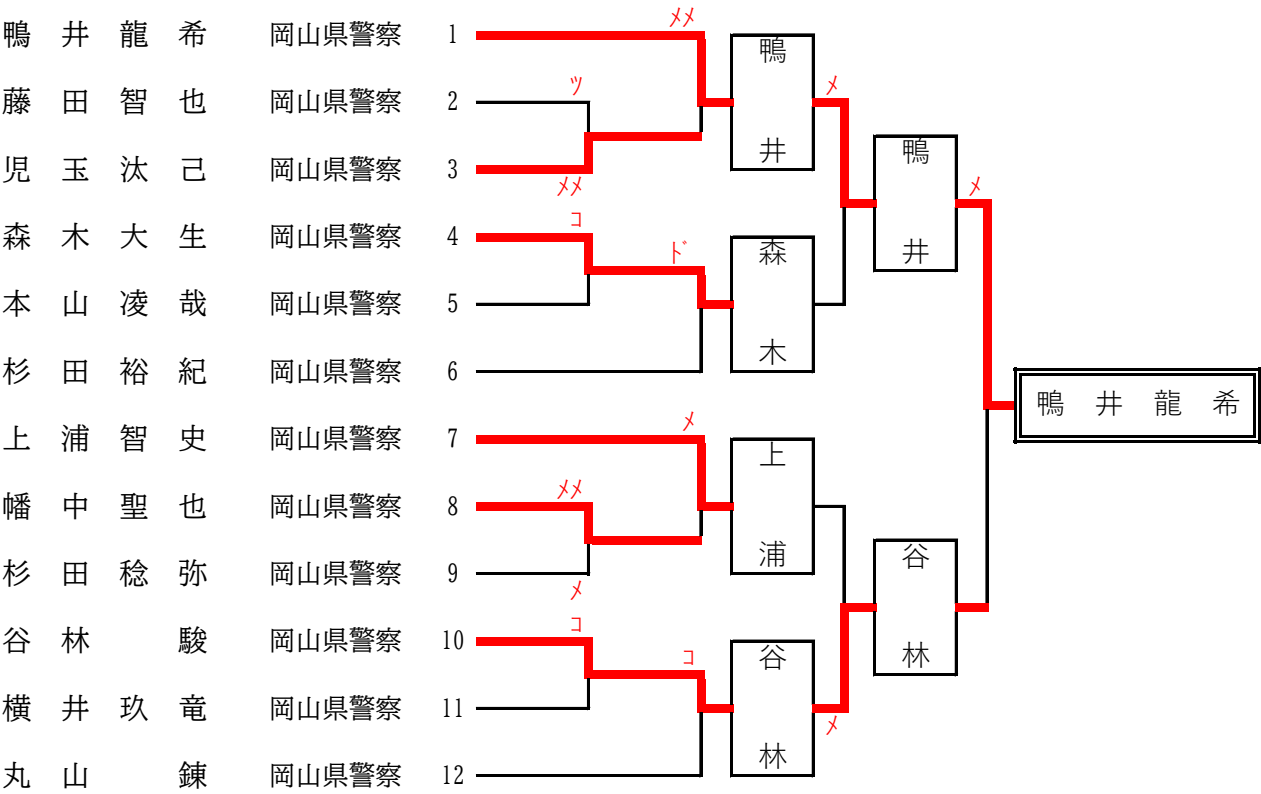 鴨井龍希 岡山県警察 1
藤田智也 岡山県警察 2
児玉汰己 岡山県警察 3
森木大生 岡山県警察 4
本山凌哉 岡山県警察 5
杉田裕紀 岡山県警察 6
上浦智史 岡山県警察 7
幡中聖也 岡山県警察 8
杉田稔弥 岡山県警察 9
谷林 駿 岡山県警察 10
横井玖竜 岡山県警察 11
丸山 錬 岡山県警察 12
ツ
メメ
コ
メメ
メ
コ
メメ
ド
メ
コ
鴨井
森木
上浦
谷林
メ
メ
鴨井
谷林
メ
鴨井龍希